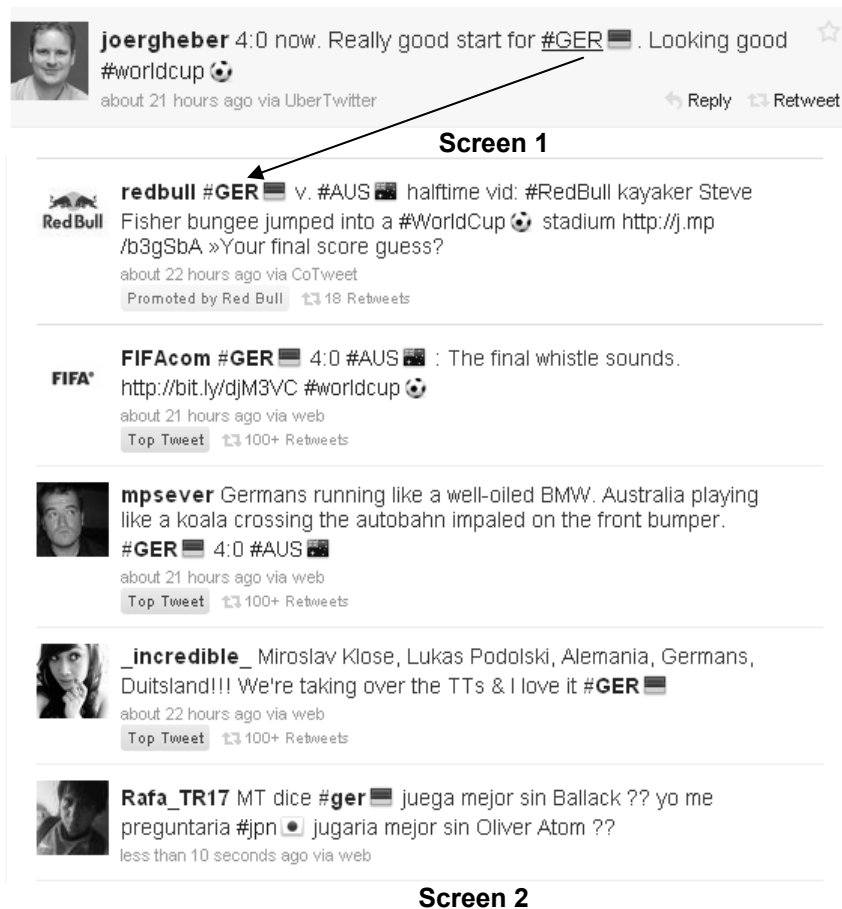 joergheber 4:0 now. Really good start for #GER . Looking good
#worldcup
about 21 hours ago via UberTwitter
Reply Retweet
Screen 1
redbull #GER v. #AUS halftime vid: #RedBull kayaker Steve
Red Bull
Fisher bungee jumped into a #WorldCup stadium http://j.mp
/b3gSbA »Your final score guess?
about 22 hours ago via CoTweet
Promoted by Red Bull 18 Retweets
FIFAcom #GER 4:0 #AUS : The final whistle sounds.
FIFA®
http://bit.ly/djM3VC #worldcup
about 21 hours ago via web
Top Tweet 100+ Retweets
mpsever Germans running like a well-oiled BMW. Australia playing
like a koala crossing the autobahn impaled on the front bumper.
#GER 4:0 #AUS
about 21 hours ago via web
Top Tweet 100+ Retweets
_incredible_ Miroslav Klose, Lukas Podolski, Alemania, Germans,
Duitsland!!! We're taking over the TTs & I love it #GER
about 22 hours ago via web
Top Tweet 100+ Retweets
Rafa_TR17 MT dice #ger juega mejor sin Ballack ?? yo me
preguntaria #jpn jugaria mejor sin Oliver Atom ??
less than 10 seconds ago via web
Screen 2